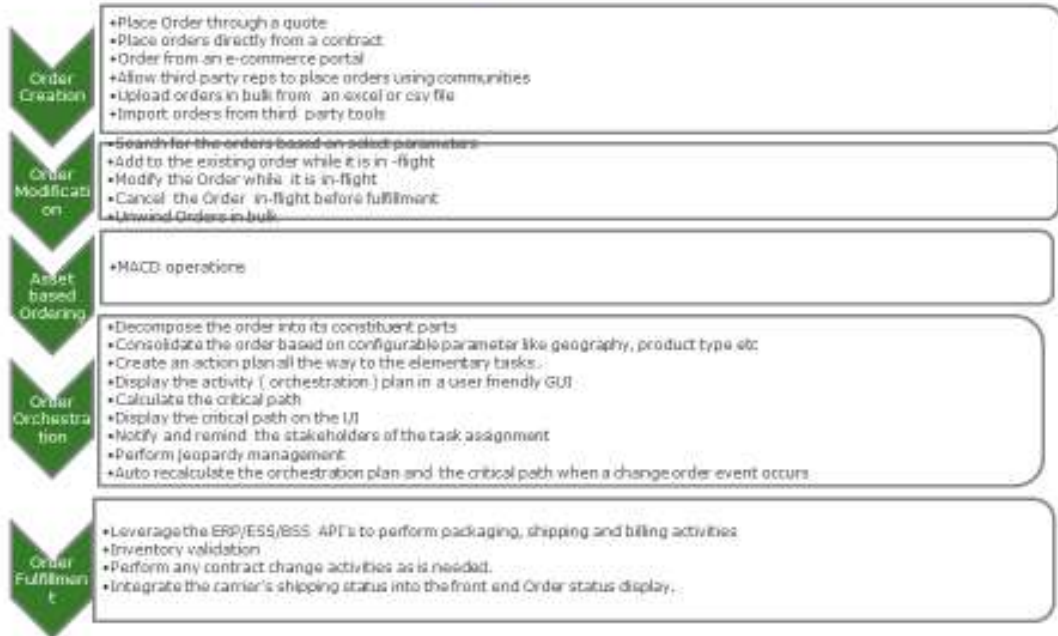 Order
Creation
•Place Order through a quote
•Place orders directly from a contract
•Order from an e-commerce portal
•Allow third party reps to place orders using communities
•Upload orders in bulk from an excel or csv file
•Import orders from third party tools
Order
Modificati
on
•Search for the orders based on select parameters
•Add to the existing order while it is in -flight
•Modify the Order while it is in-flight
•Cancel the Order in-flight before fulfillment
•Unwind Orders in bulk
Asset
based
Ordering
•MACD operations
Order
Orchestra
tion
•Decompose the order into its constituent parts
•Consolidate the order based on configurable parameter like geography, product type etc
•Create an action plan all the way to the elementary tasks..
•Display the activity ( orchestration ) plan in a user friendly GUI
•Calculate the critical path
•Display the critical path on the UI
•Notify and remind the stakeholders of the task assignment
•Perform jeopardy management
•Auto recalculate the orchestration plan and the critical path when a change order event occurs
Order
Fulfillmen
t
•Leverage the ERP/ESS/BSS API's to perform packaging, shipping and billing activities
•Inventory validation
•Perform any contract change activities as is needed.
•Integrate the carrier's shipping status into the front end Order status display.